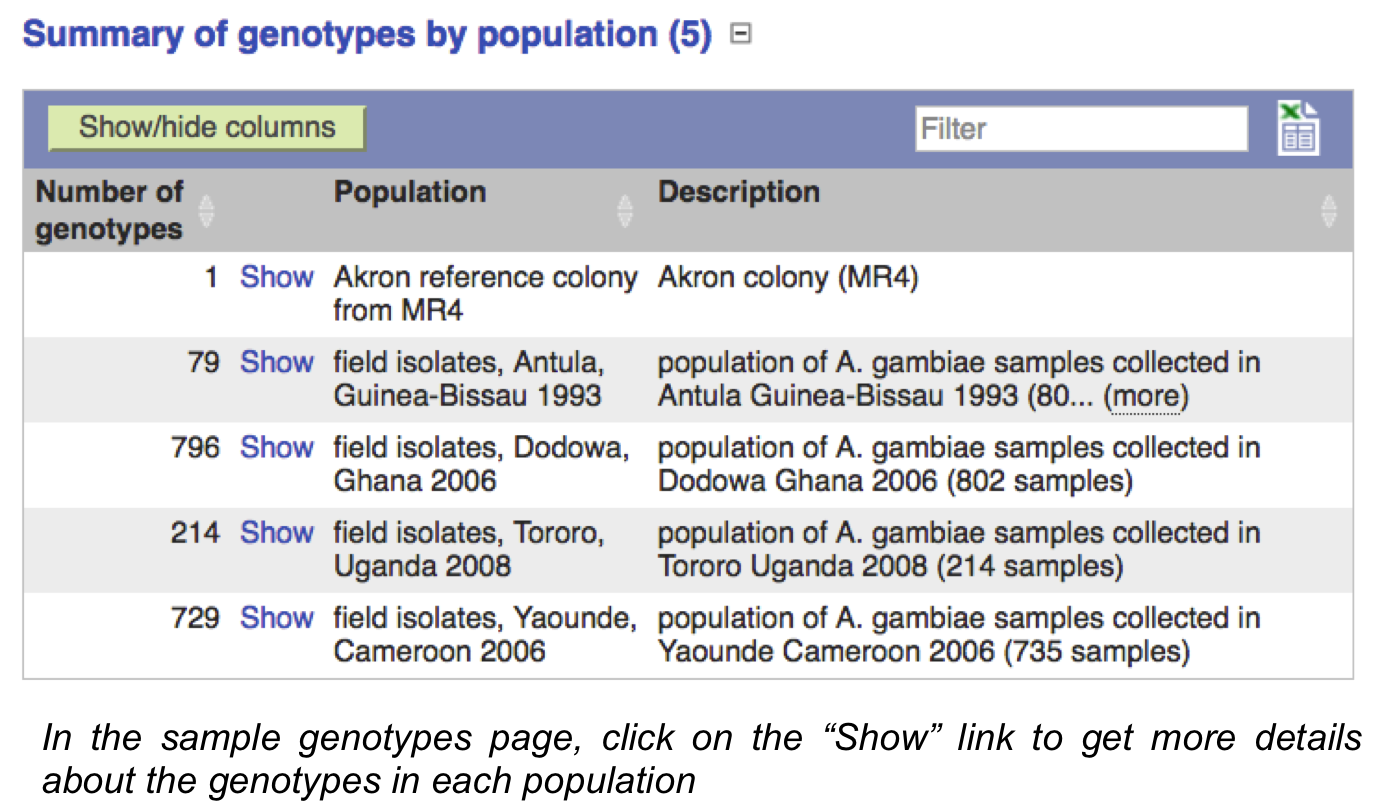 Summary of genotypes by population (5)
Show/hide columns
Filter
Number of
genotypes
Population
Description
1 Show Akron reference colony Akron colony (MR4)
from MR4
79 Show field isolates, Antula, population of A. gambiae samples collected in
Guinea-Bissau 1993 Antula Guinea-Bissau 1993 (80... (more)
796 Show field isolates, Dodowa, population of A. gambiae samples collected in
Ghana 2006 Dodowa Ghana 2006 (802 samples)
214 Show field isolates, Tororo, population of A. gambiae samples collected in
Uganda 2008 Tororo Uganda 2008 (214 samples)
729 Show field isolates, Yaounde, population of A. gambiae samples collected in
Cameroon 2006 Yaounde Cameroon 2006 (735 samples)
In the sample genotypes page, click on the “Show” link to get more details
about the genotypes in each population